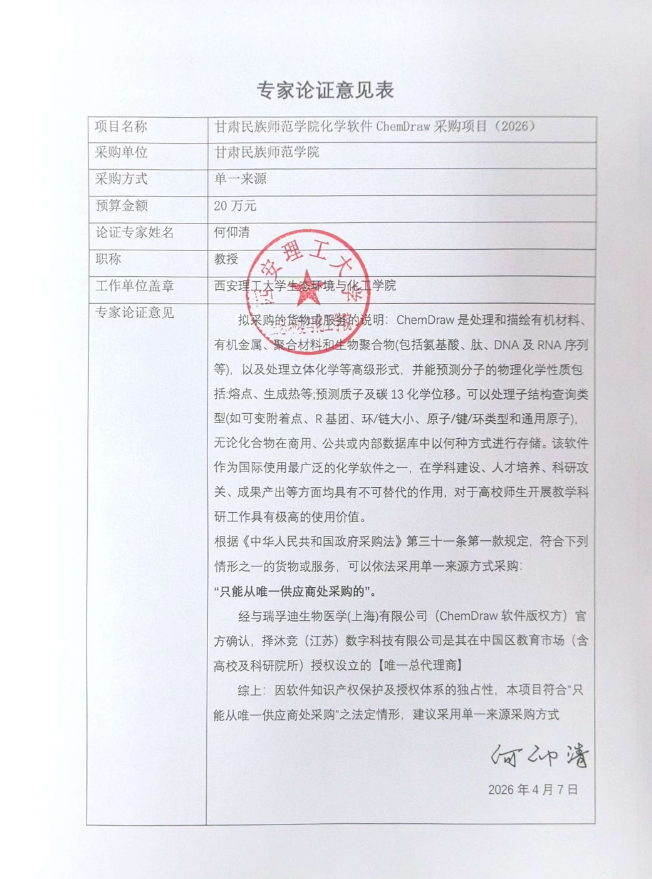 专家论证意见表
项目名称 甘肃民族师范学院化学软件 ChemDraw 采购项目（2026）
采购单位 甘肃民族师范学院
采购方式 单一来源
预算金额 20 万元
论证专家姓名 何仰清
职称 教授
工作单位盖章 西安理工大学生态环境与化工学院
西安理工大学
专家论证意见
拟采购的货物或服务的说明：ChemDraw 是处理和描绘有机材料、
有机金属、聚合材料和生物聚合物(包括氨基酸、肽、DNA 及 RNA 序列
等)，以及处理立体化学等高级形式，并能预测分子的物理化学性质包
括:熔点、生成热等;预测质子及碳 13 化学位移。可以处理子结构查询类
型(如可变附着点、R 基团、环/链大小、原子/键/环类型和通用原子)，
无论化合物在商用、公共或内部数据库中以何种方式进行存储。该软件
作为国际使用最广泛的化学软件之一，在学科建设、人才培养、科研攻
关、成果产出等方面均具有不可替代的作用，对于高校师生开展教学科
研工作具有极高的使用价值。
根据《中华人民共和国政府采购法》第三十一条第一款规定，符合下列
情形之一的货物或服务，可以依法采用单一来源方式采购：
“只能从唯一供应商处采购的”。
经与瑞孚迪生物医学(上海)有限公司（ChemDraw 软件版权方）官
方确认，择沐竞（江苏）数字科技有限公司是其在中国区教育市场（含
高校及科研院所）授权设立的【唯一总代理商】
综上：因软件知识产权保护及授权体系的独占性，本项目符合“只
能从唯一供应商处采购”之法定情形，建议采用单一来源采购方式
何仰清
2026 年 4 月 7 日